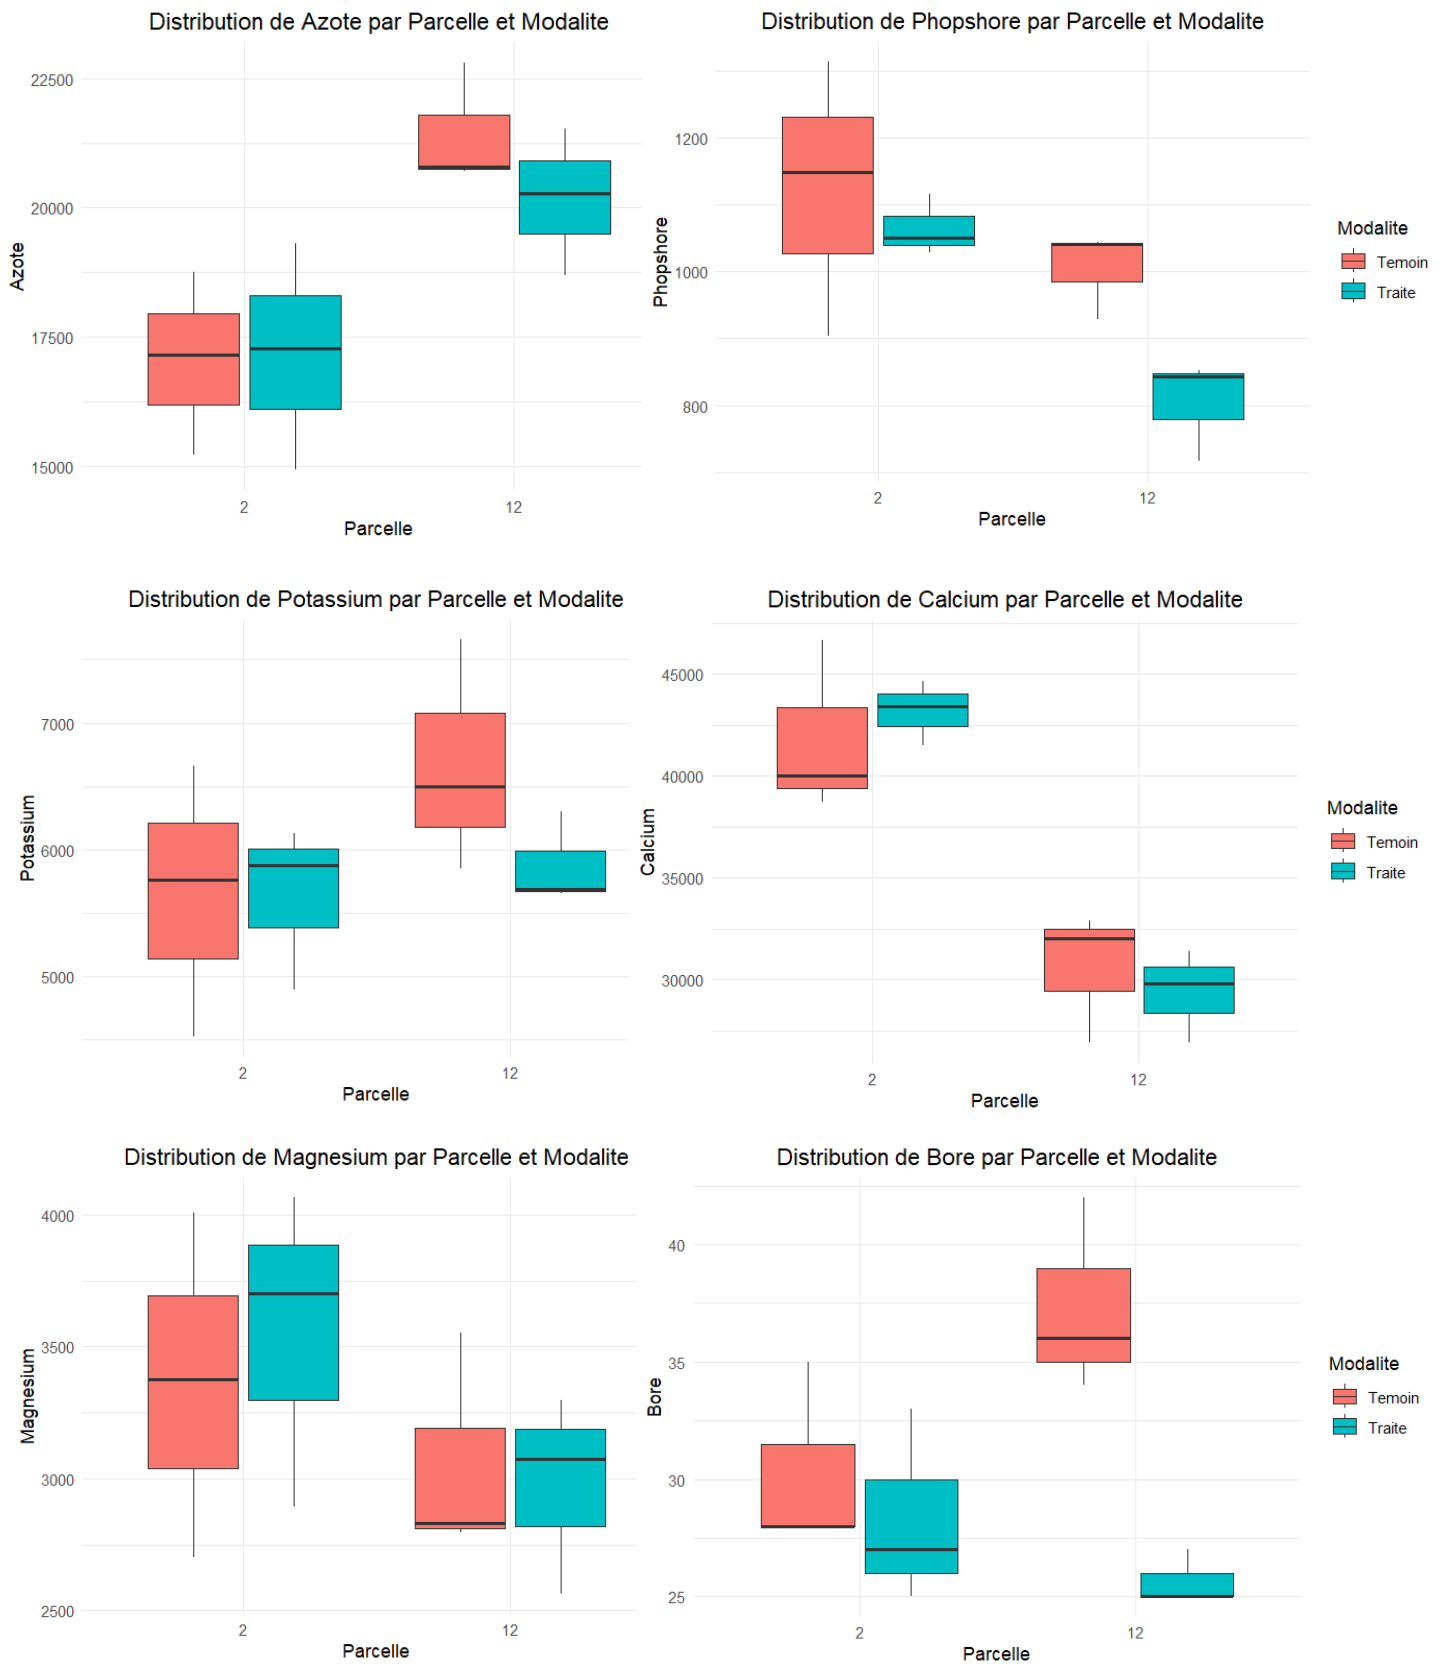 Distribution de Azote par Parcelle et Modalite
Azote
22500
20000
17500
15000
2
12
Parcelle
Distribution de Phopshore par Parcelle et Modalite
Phopshore
1200
1000
800
2
12
Parcelle
Modalite
Temoin
Traite
Distribution de Potassium par Parcelle et Modalite
Potassium
7000
6000
5000
2
12
Parcelle
Distribution de Calcium par Parcelle et Modalite
Calcium
45000
40000
35000
30000
2
12
Parcelle
Modalite
Temoin
Traite
Distribution de Magnesium par Parcelle et Modalite
Magnesium
4000
3500
3000
2500
2
12
Parcelle
Distribution de Bore par Parcelle et Modalite
Bore
40
35
30
25
2
12
Parcelle
Modalite
Temoin
Traite